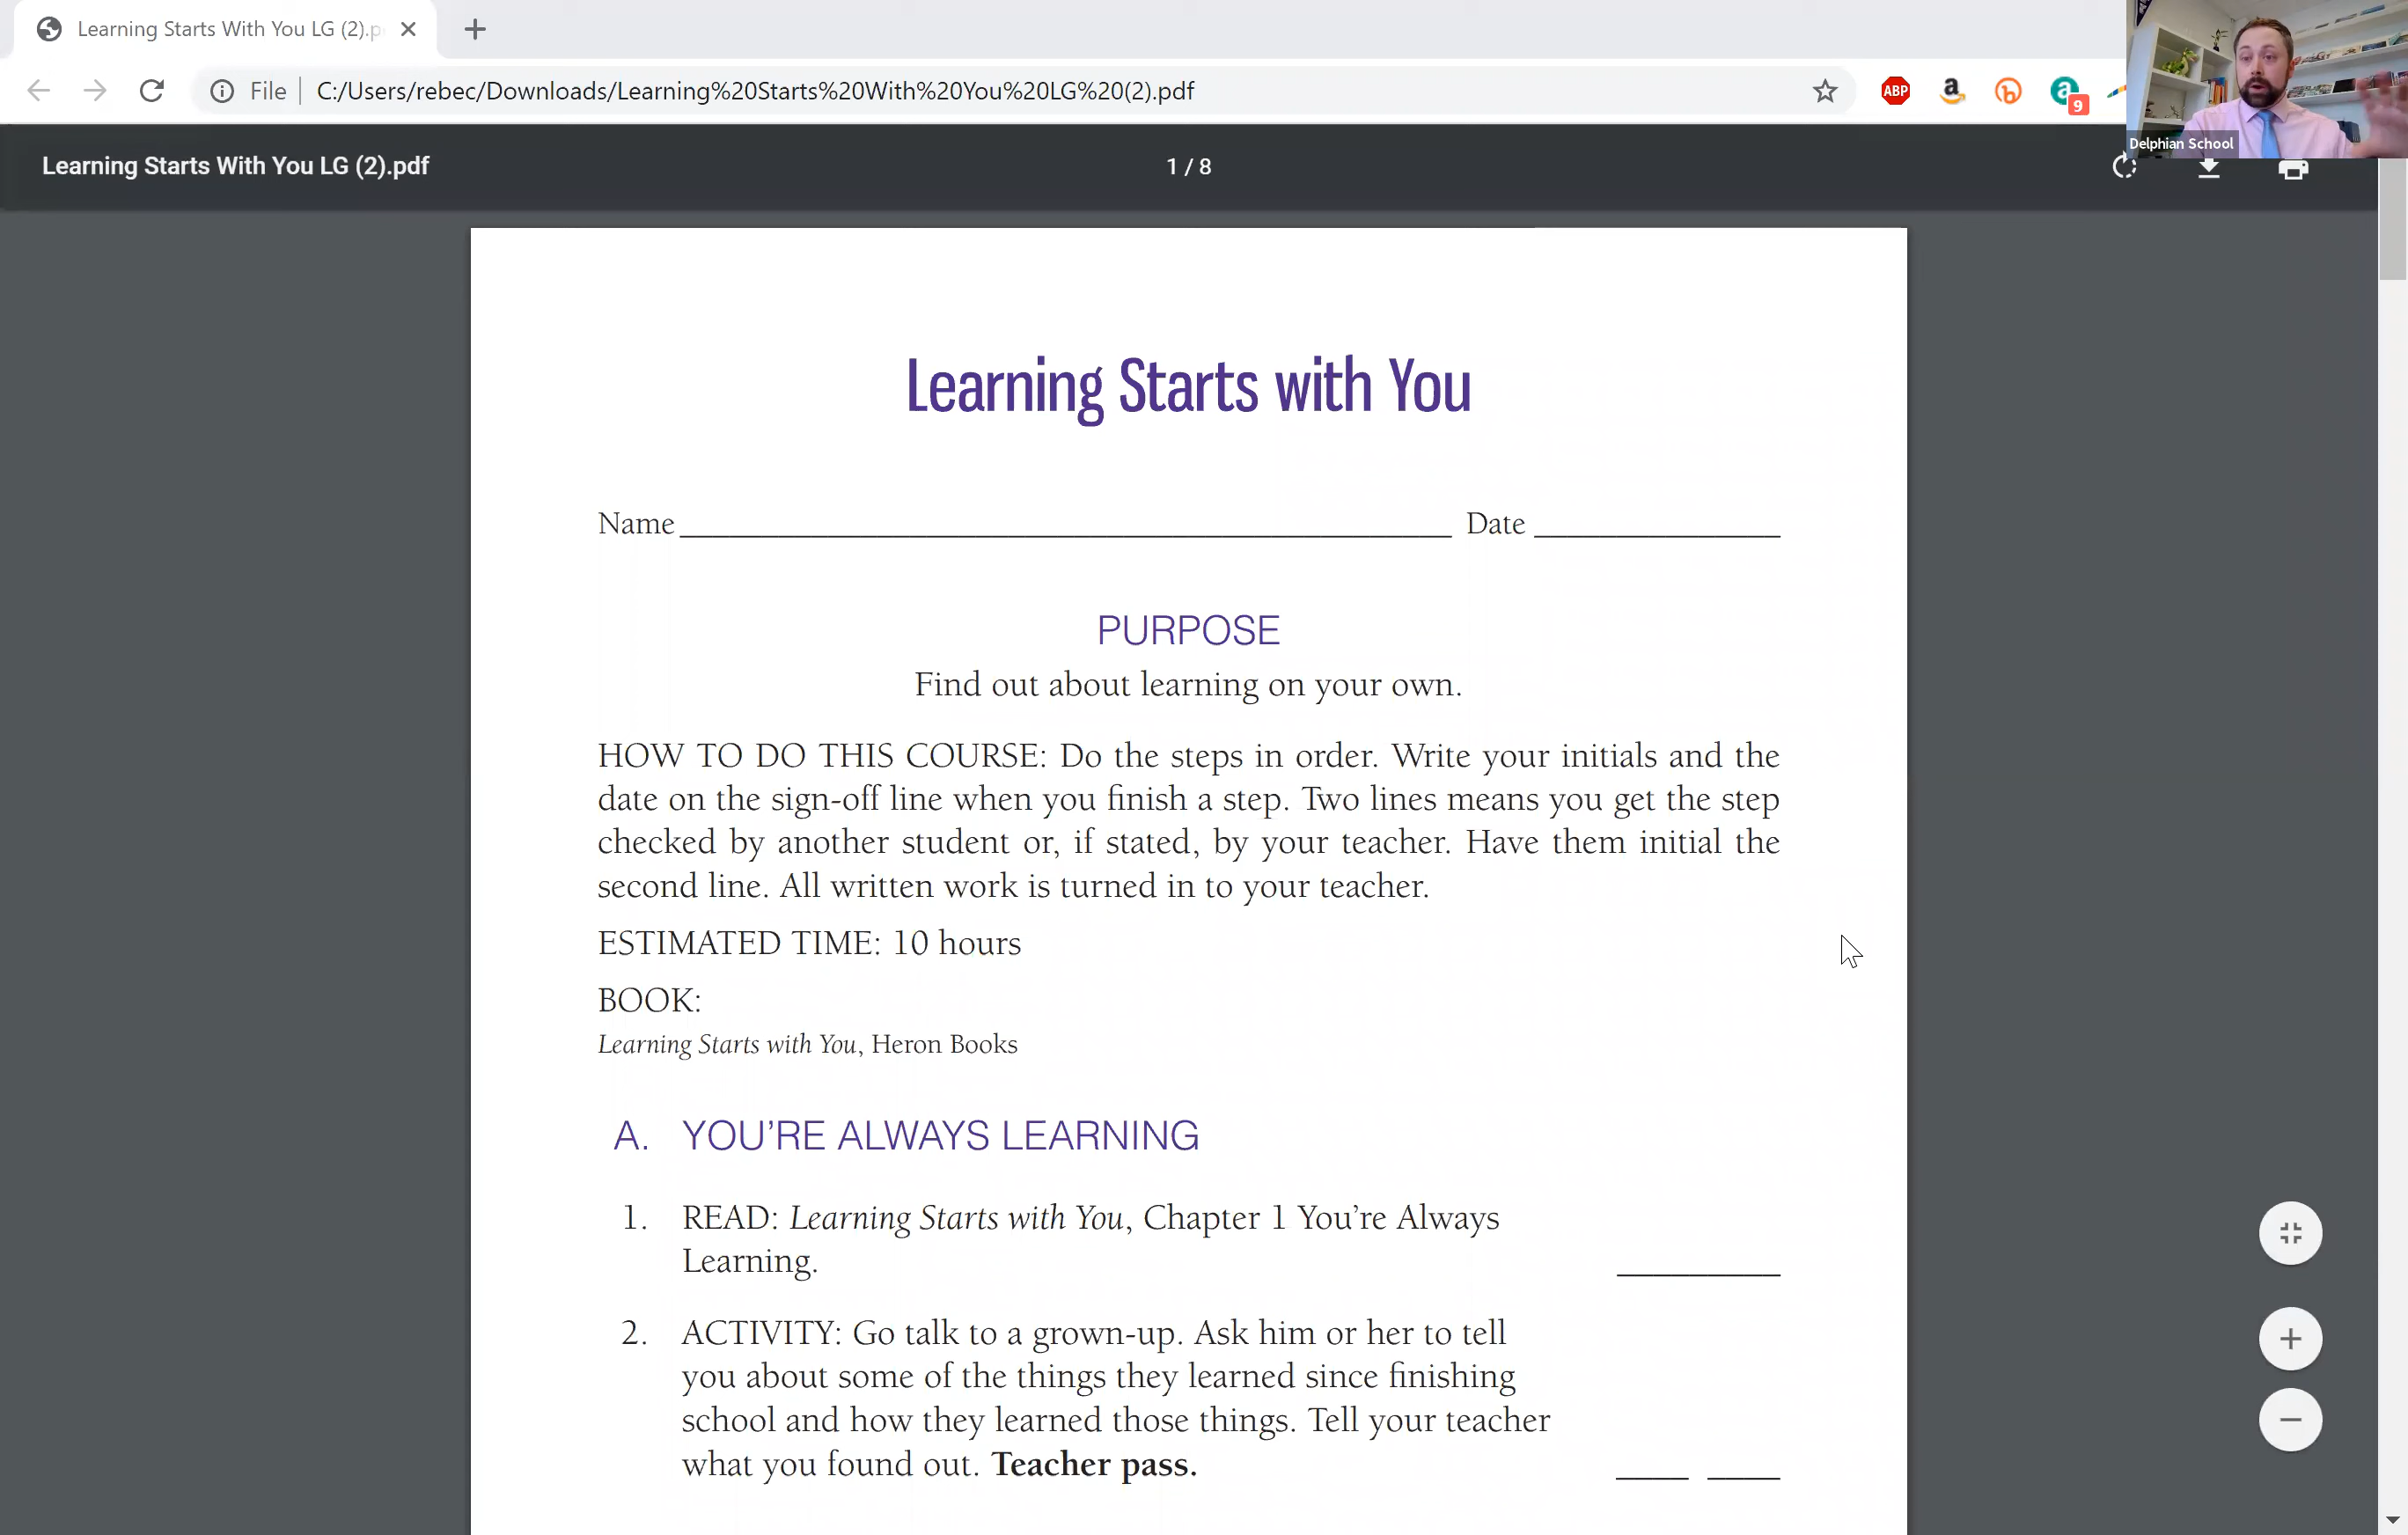 Learning Starts With You LG (2).p
File
C:/Users/rebec/Downloads/Learning%20Starts%20With%20You%20LG%20(2).pdf
ABP
a
b
a
9
Delphian School
Learning Starts With You LG (2).pdf
1 / 8
Learning Starts with You
Name Date
PURPOSE
Find out about learning on your own.
HOW TO DO THIS COURSE: Do the steps in order. Write your initials and the
date on the sign-off line when you finish a step. Two lines means you get the step
checked by another student or, if stated, by your teacher. Have them initial the
second line. All written work is turned in to your teacher.
ESTIMATED TIME: 10 hours
BOOK:
Learning Starts with You, Heron Books
A. YOU'RE ALWAYS LEARNING
1. READ: Learning Starts with You, Chapter 1 You're Always
Learning.
2. ACTIVITY: Go talk to a grown-up. Ask him or her to tell
you about some of the things they learned since finishing
school and how they learned those things. Tell your teacher
what you found out. Teacher pass.